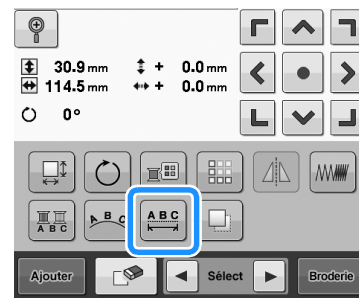 30.9 mm + 0.0 mm
114.5 mm + 0.0 mm
0°
A B C A B C A B C
Ajouter Sélect Broderie